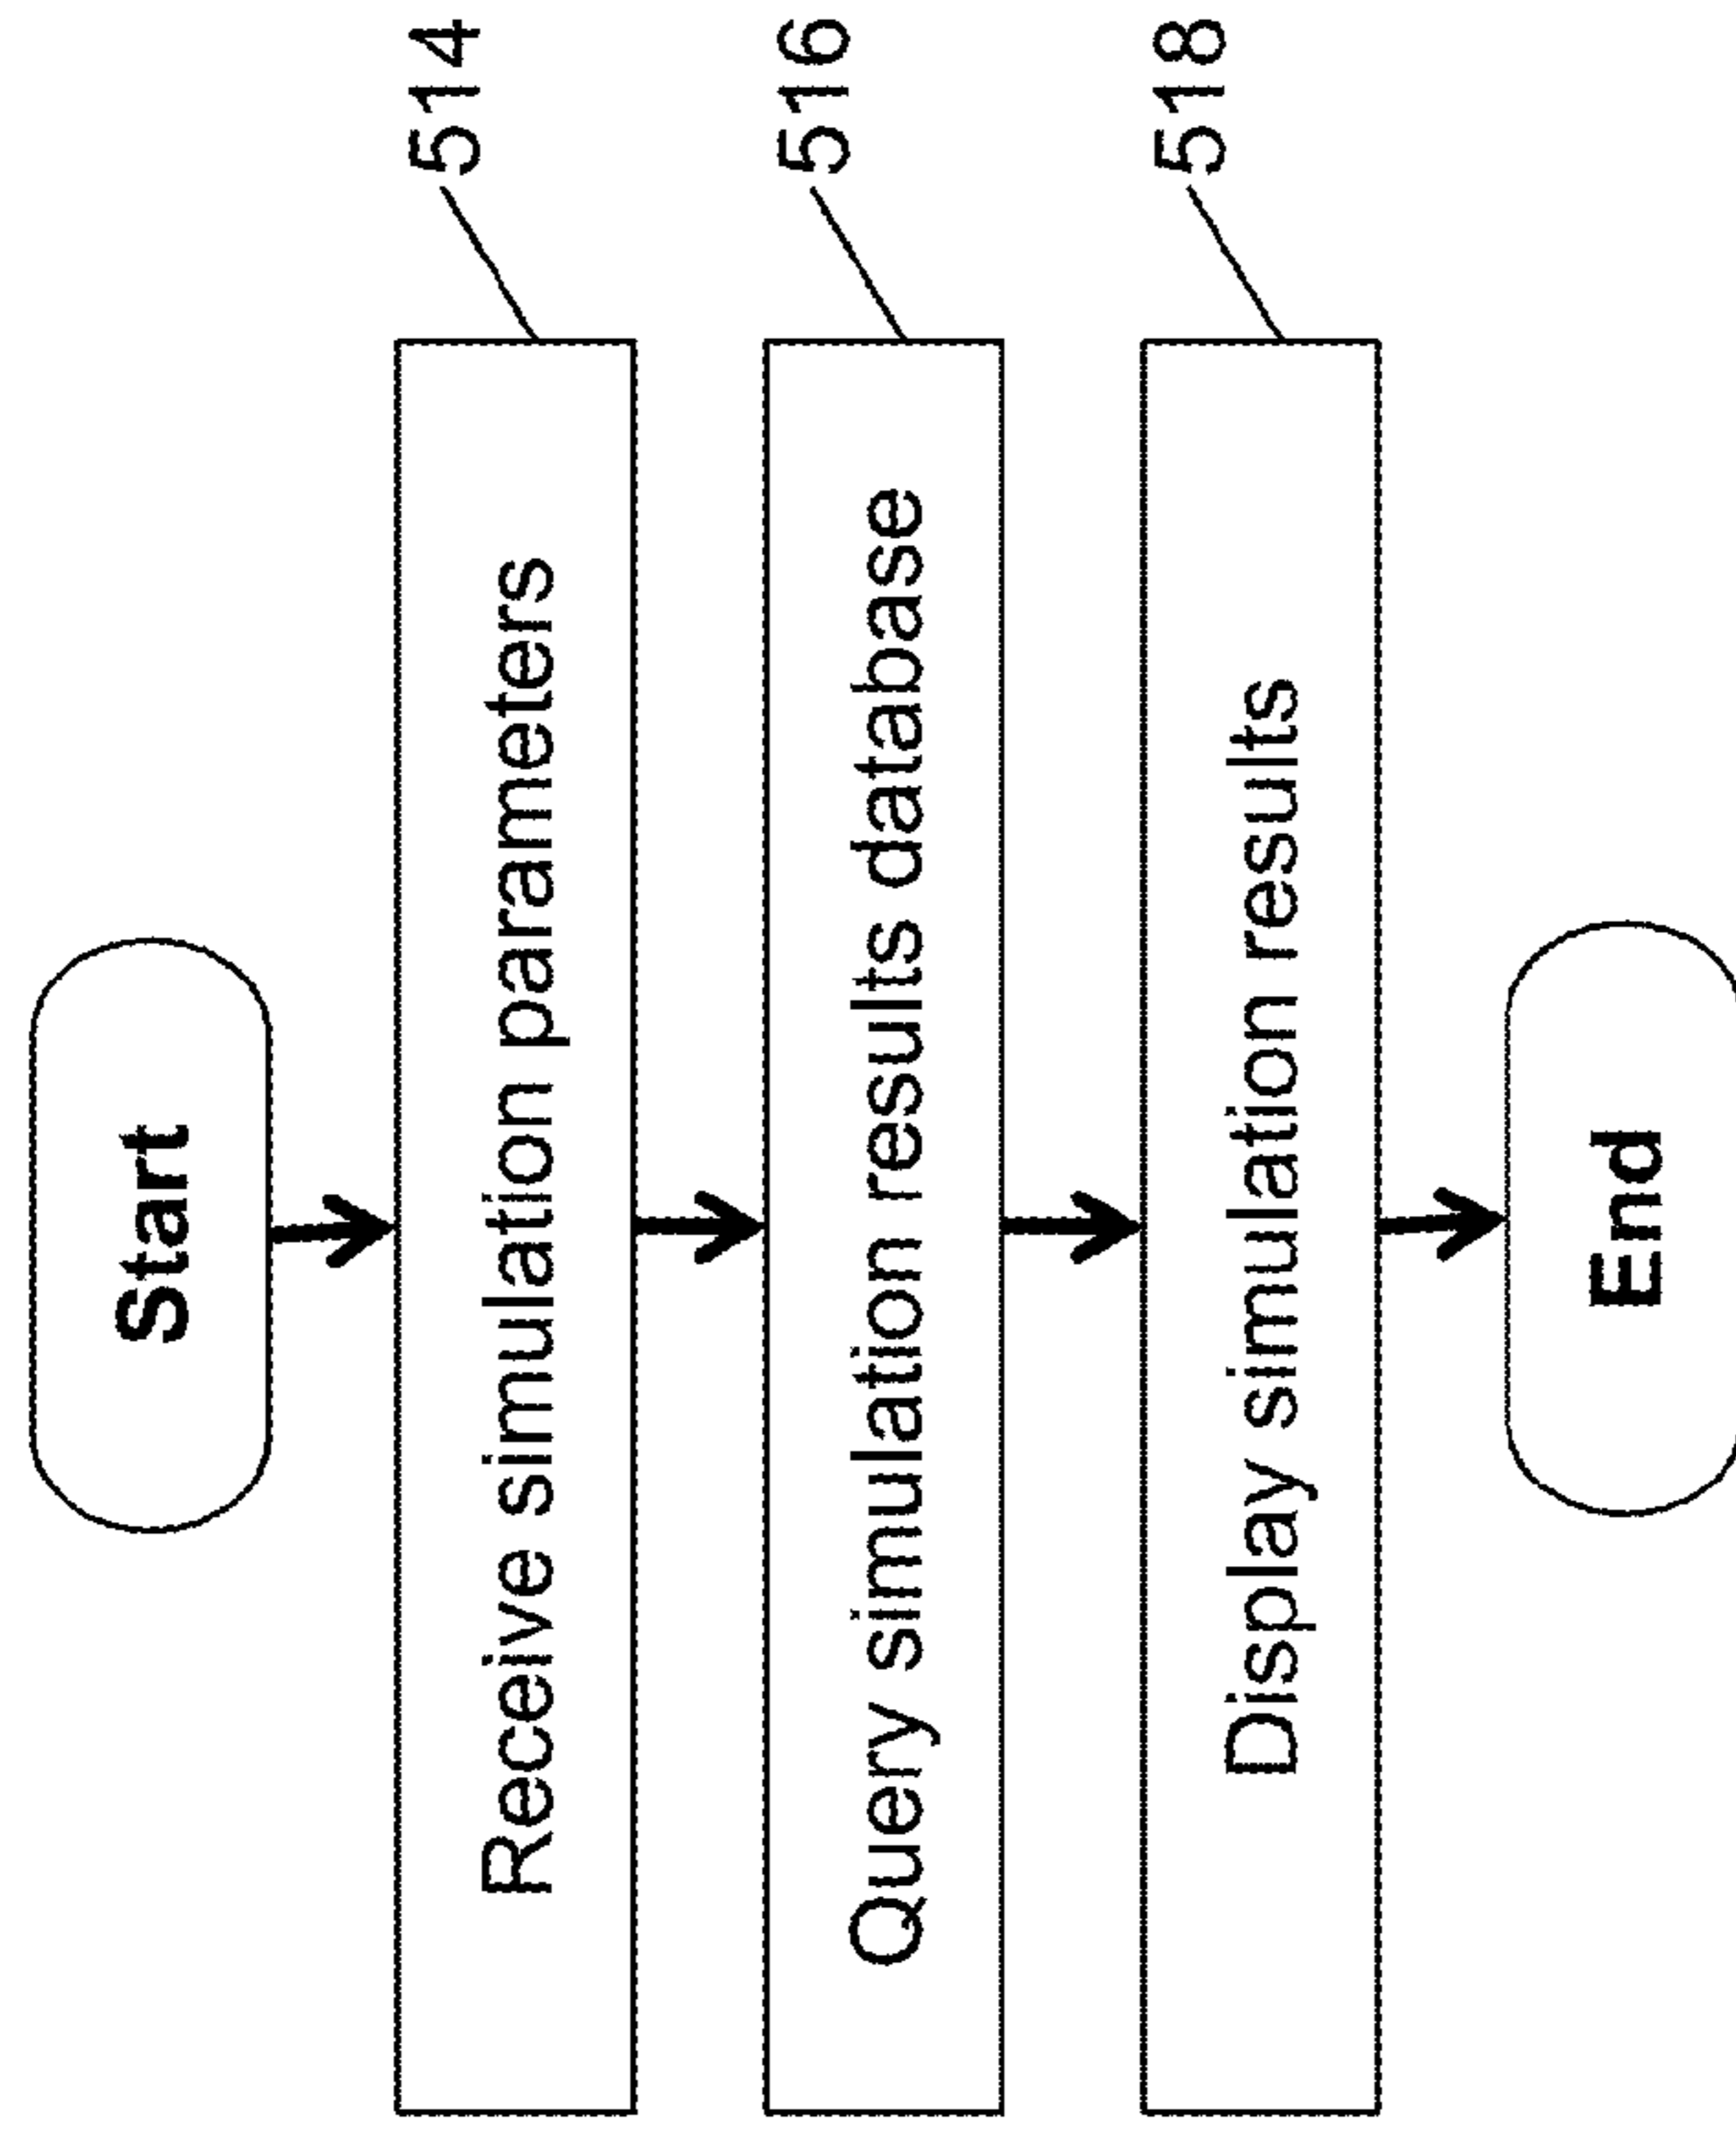 Start
514
Receive simulation parameters
516
Query simulation results database
518
Display simulation results
End